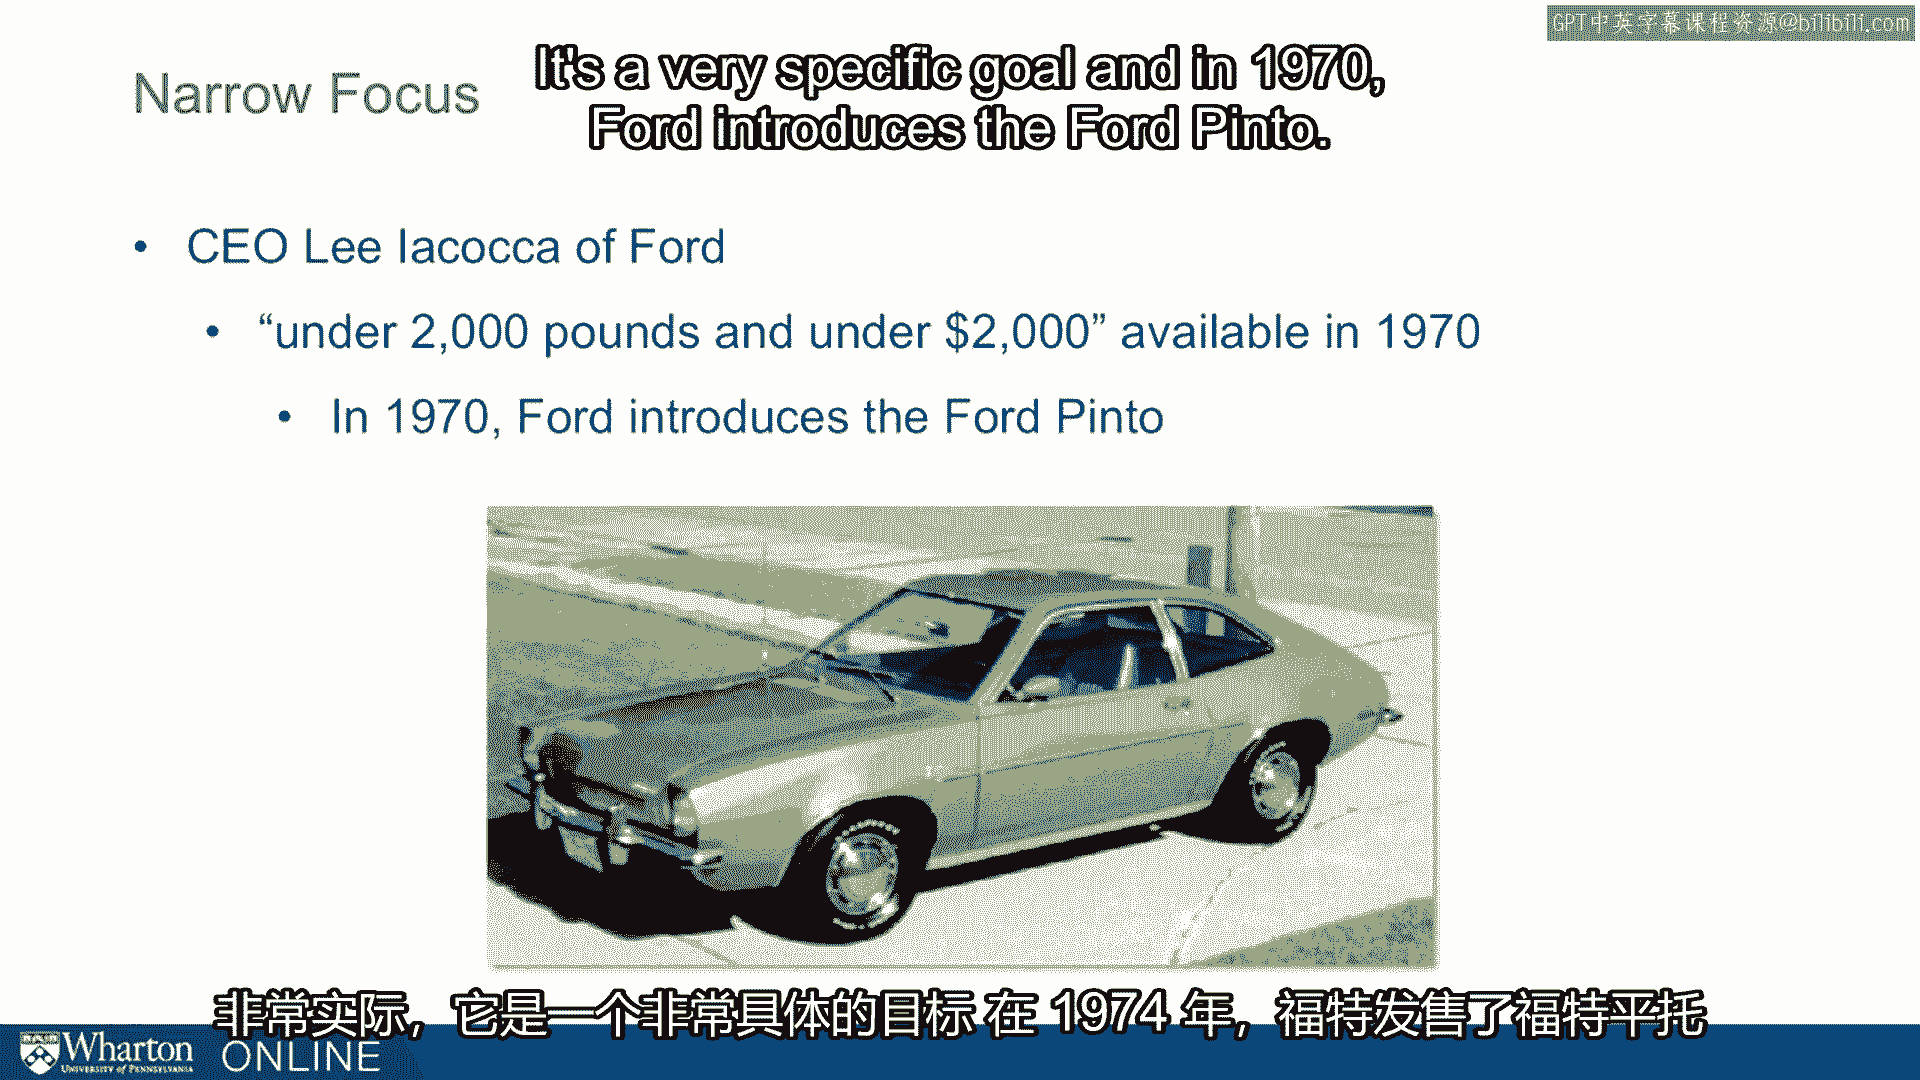 GPT中英字幕课程资源@bilibili.com
It's a very specific goal and in 1970,
Ford introduces the Ford Pinto.
Narrow Focus
• CEO Lee Iacocca of Ford
• “under 2,000 pounds and under $2,000” available in 1970
• In 1970, Ford introduces the Ford Pinto
非常实际，它是一个非常具体的目标 在 1974 年，福特发售了福特平托
Wharton
UNIVERSITY of PENNSYLVANIA
ONLINE